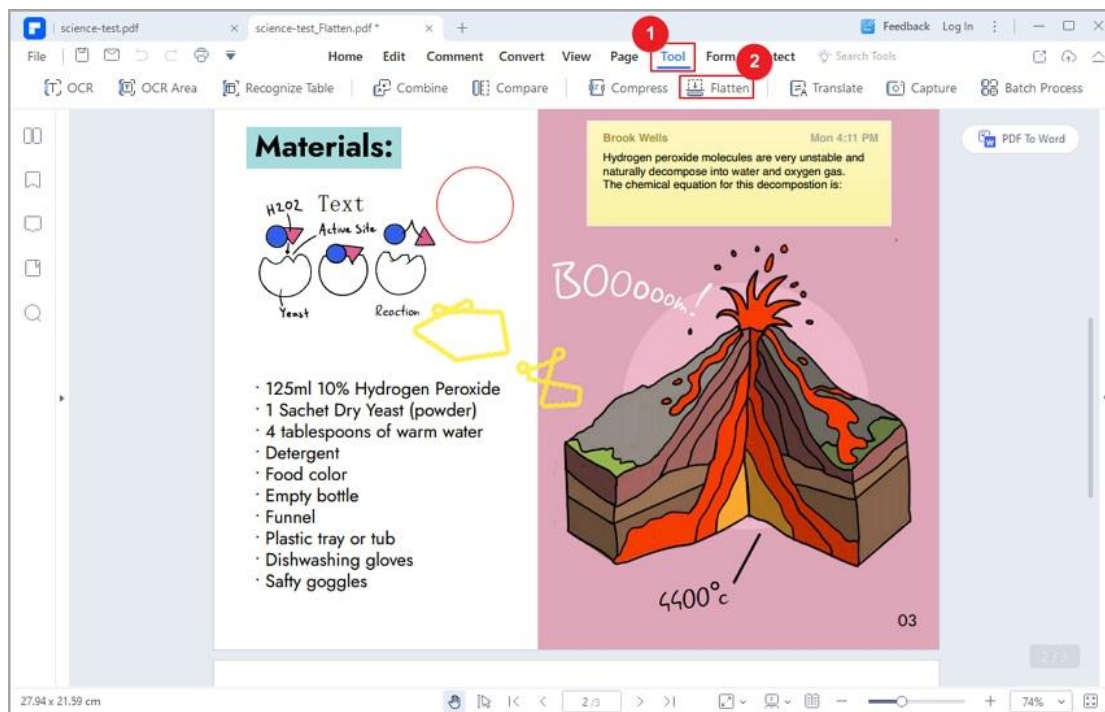 science-test.pdf × science-test_Flatten.pdf * × + Feedback Log In
File Home Edit Comment Convert View Page Tool Form tect Search Tools
1
2
OCR OCR Area Recognize Table Combine Compare Compress Flatten Translate Capture Batch Process
PDF To Word
Materials:
H2O2 Text
Active Site
Yeast Reaction
· 125ml 10% Hydrogen Peroxide
· 1 Sachet Dry Yeast (powder)
· 4 tablespoons of warm water
· Detergent
· Food color
· Empty bottle
· Funnel
· Plastic tray or tub
· Dishwashing gloves
· Safty goggles
Brook Wells Mon 4:11 PM
Hydrogen peroxide molecules are very unstable and
naturally decompose into water and oxygen gas.
The chemical equation for this decompostion is:
BOOoooom!
4400°c
03
2/3
27.94 x 21.59 cm 2/3 74%